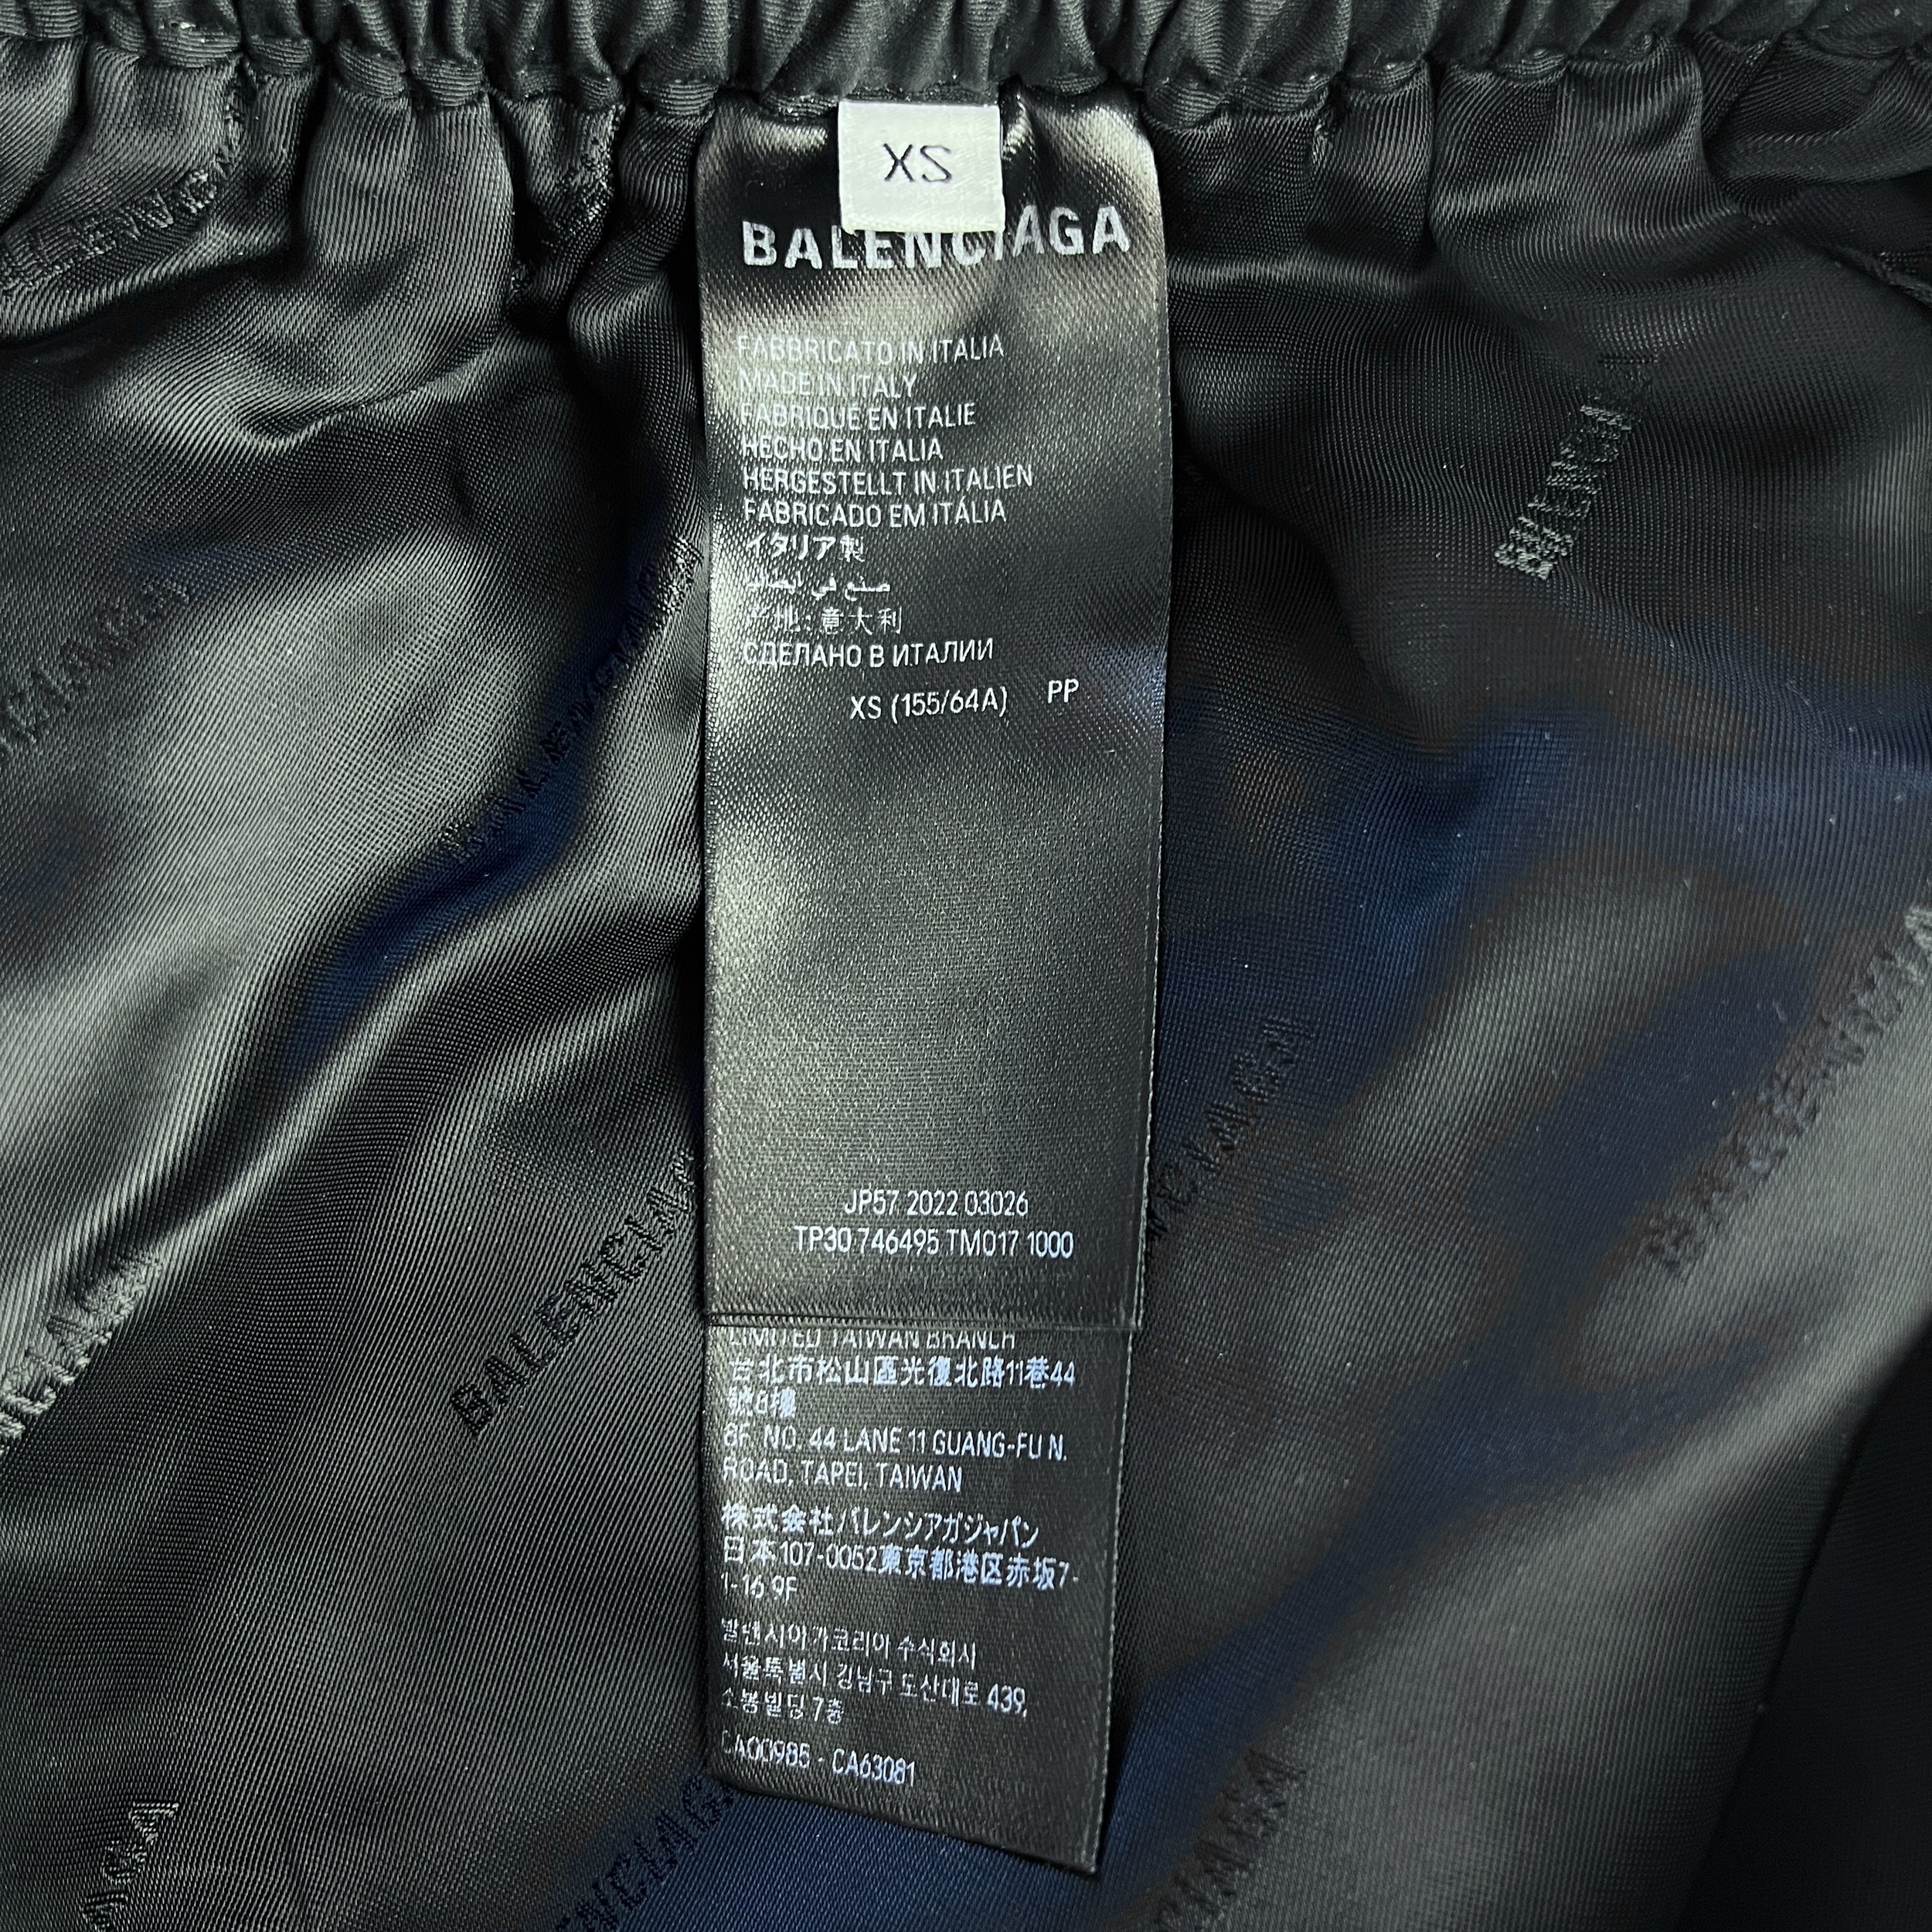 XS
BALENCIAGA
FABBRICATO IN ITALIA
MADE IN ITALY
FABRIQUE EN ITALIE
HECHO EN ITALIA
HERGESTELLT IN ITALIEN
FABRICADO EM ITÁLIA
イタリア製
صنع في إيطاليا
产地:意大利
СДЕЛАНО В ИТАЛИИ
XS (155/64A) PP
JP57 2022 03026
TP30 746495 TM017 1000
LIMITED TAIWAN BRANCH
台北市松山區光復北路11巷44
號8樓
8F NO. 44 LANE 11 GUANG-FU N.
ROAD, TAPEI, TAIWAN
株式会社バレンシアガジャパン
日本107-0052東京都港区赤坂7-
1-16 9F
발렌시아가코리아 수식회사
서울특별시 강남구 도산대로 439,
소봉빌딩 7층
CA00985 - CA63081